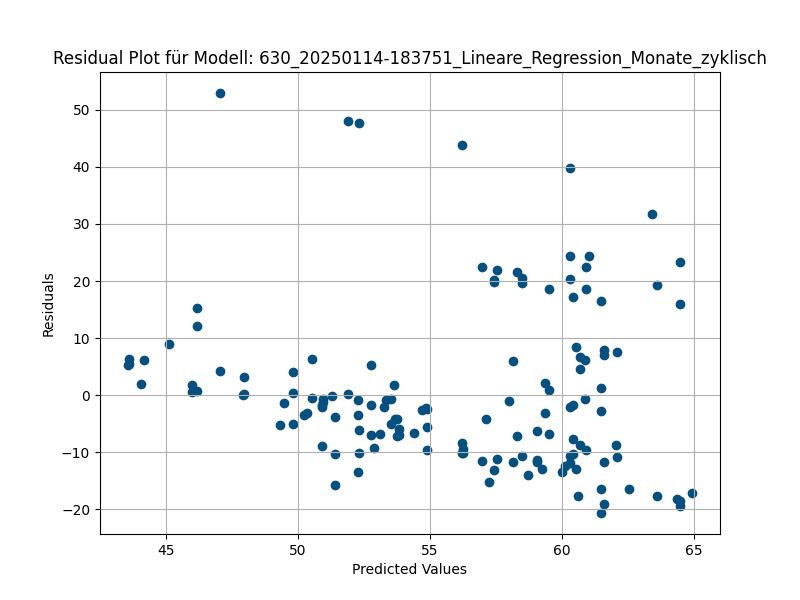 Residual Plot für Modell: 630_20250114-183751_Lineare_Regression_Monate_zyklisch
50
40
30
20
10
0
−10
−20
Residuals
45 50 55 60 65
Predicted Values